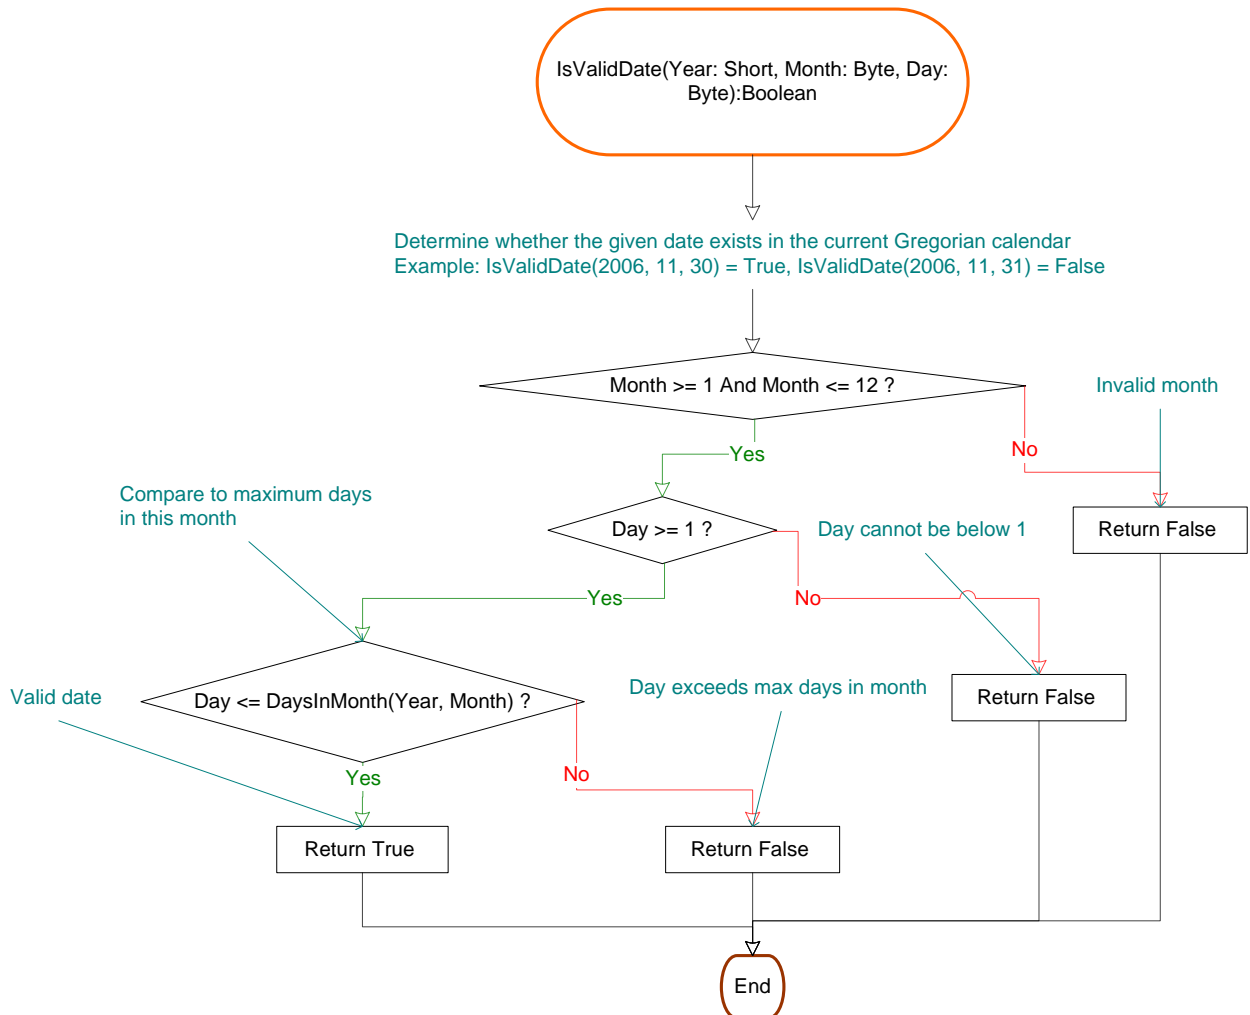 IsValidDate(Year: Short, Month: Byte, Day:
Byte):Boolean
Determine whether the given date exists in the current Gregorian calendar
Example: IsValidDate(2006, 11, 30) = True, IsValidDate(2006, 11, 31) = False
Month >= 1 And Month <= 12 ?
Invalid month
Yes
No
Compare to maximum days
in this month
Day >= 1 ?
Day cannot be below 1
Return False
Yes
No
Valid date
Day <= DaysInMonth(Year, Month) ?
Day exceeds max days in month
Return False
Yes
No
Return True
Return False
End